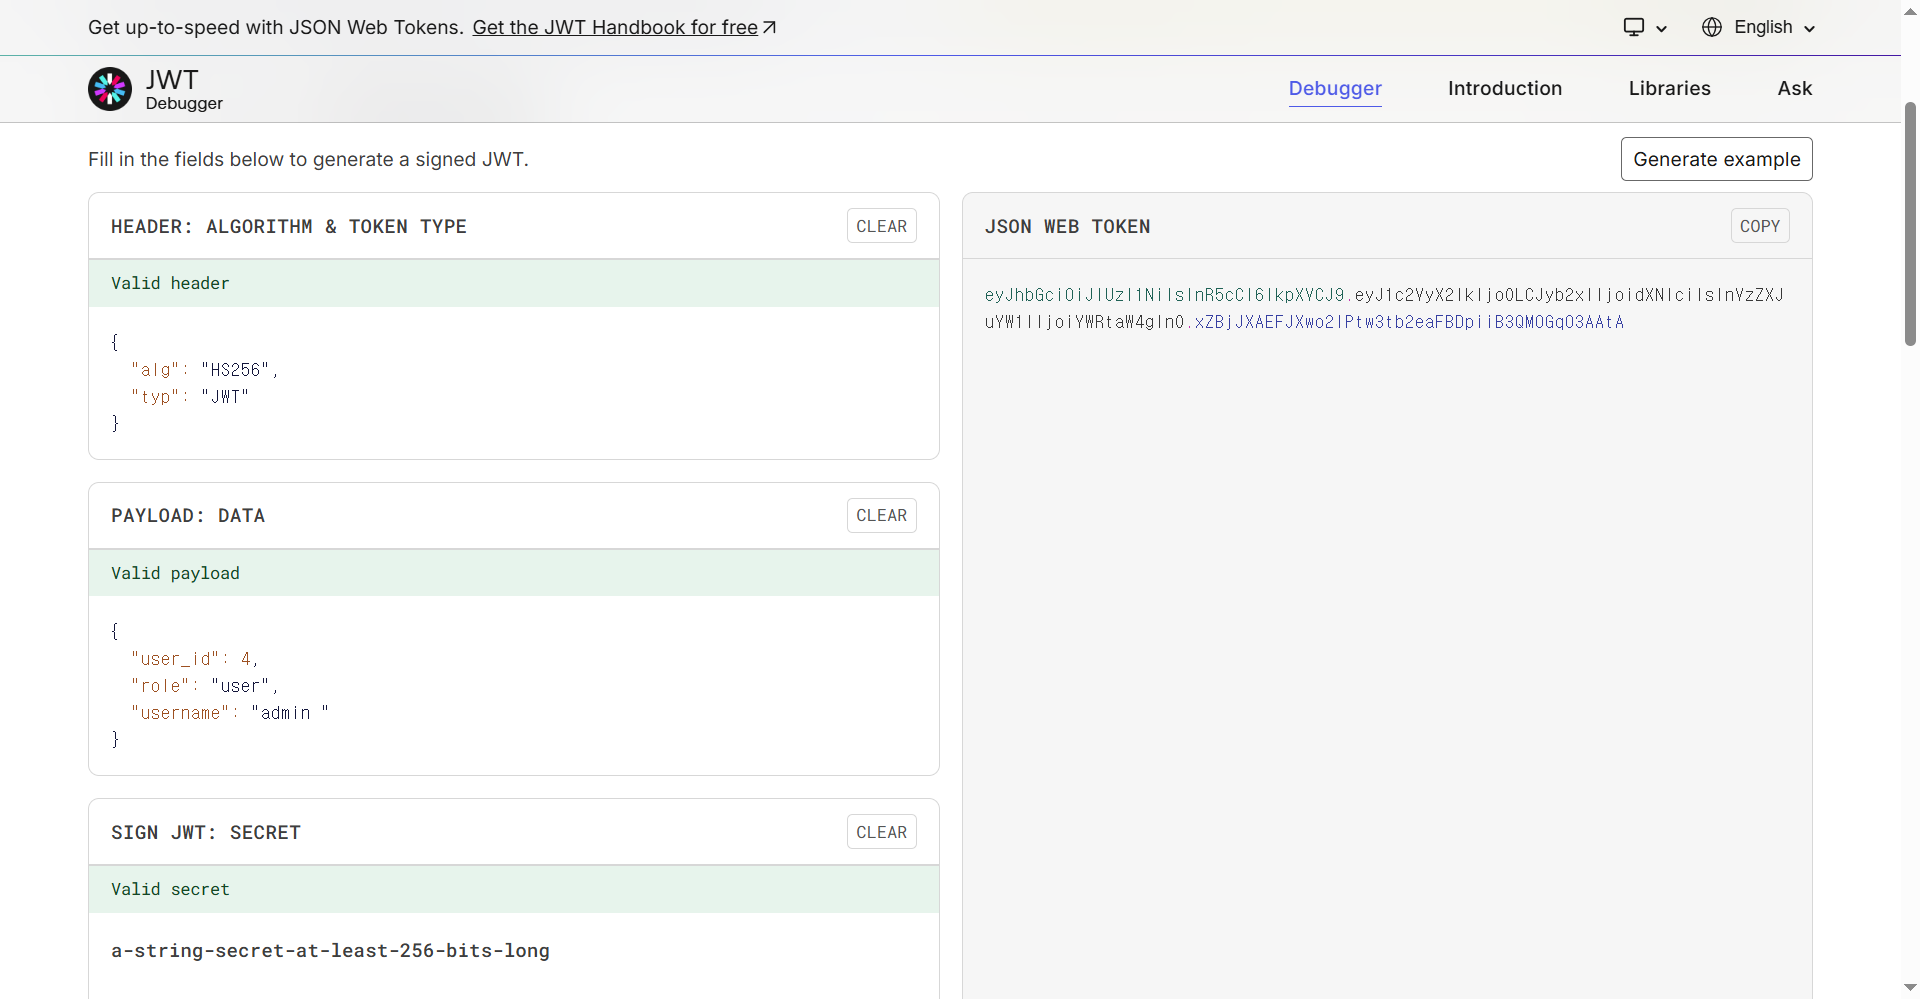 Get up-to-speed with JSON Web Tokens. Get the JWT Handbook for free
English
JWT
Debugger
Debugger
Introduction
Libraries
Ask
Fill in the fields below to generate a signed JWT.
Generate example
HEADER: ALGORITHM & TOKEN TYPE
CLEAR
Valid header
{
"alg": "HS256",
"typ": "JWT"
}
PAYLOAD: DATA
CLEAR
Valid payload
{
"user_id": 4,
"role": "user",
"username": "admin "
}
SIGN JWT: SECRET
CLEAR
Valid secret
a-string-secret-at-least-256-bits-long
JSON WEB TOKEN
COPY
eyJhbGciOiJIUzI1NiIsInR5cCI6IkpXVCJ9.eyJ1c2VyX2lkIjo0LCJyb2xlIjoidXNlciIsInVzZXJ
uYW1lIjoiYWRtaW4gIn0.xZBjJXAEFJXwo2lPtw3tb2eaFBDpiiB3QMOGqO3AAtA